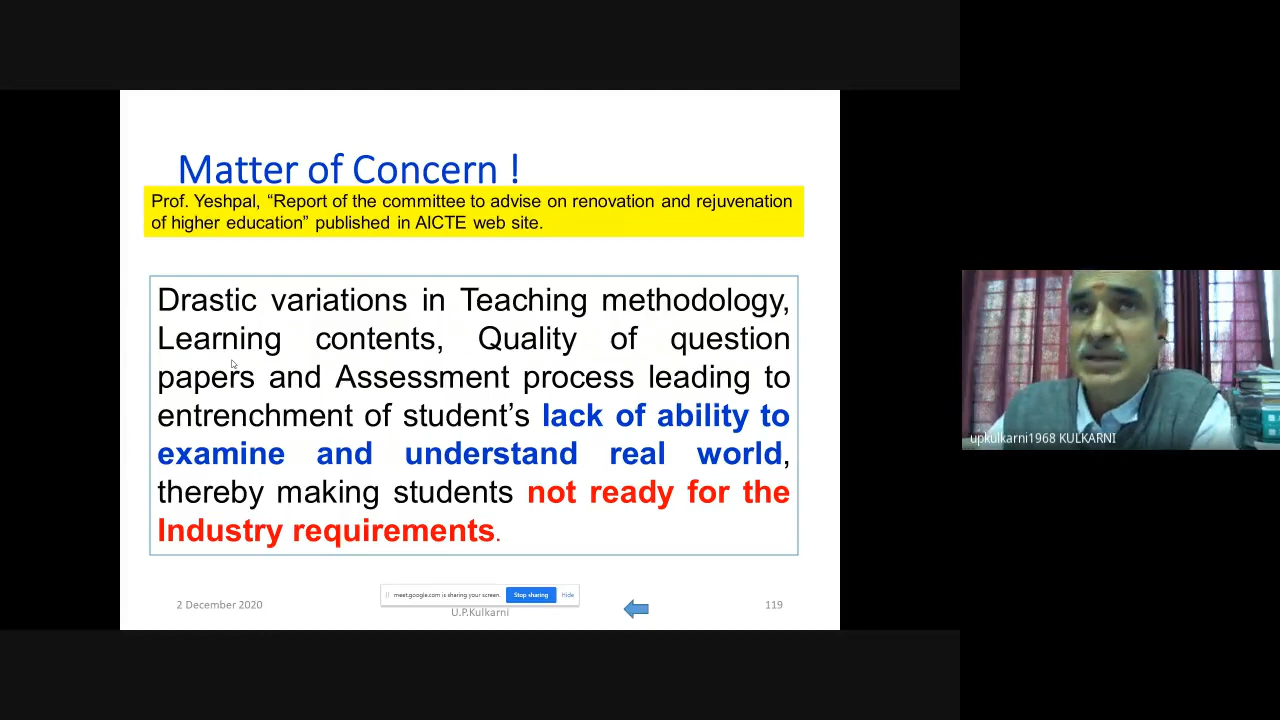 Matter of Concern !
Prof. Yeshpal, “Report of the committee to advise on renovation and rejuvenation
of higher education” published in AICTE web site.
Drastic variations in Teaching methodology,
Learning contents, Quality of question
papers and Assessment process leading to
entrenchment of student’s lack of ability to
examine and understand real world,
thereby making students not ready for the
Industry requirements.
2 December 2020
meet.google.com is sharing your screen.
Stop sharing
Hide
U.P.Kulkarni
119
upkulkarni1968 KULKARNI